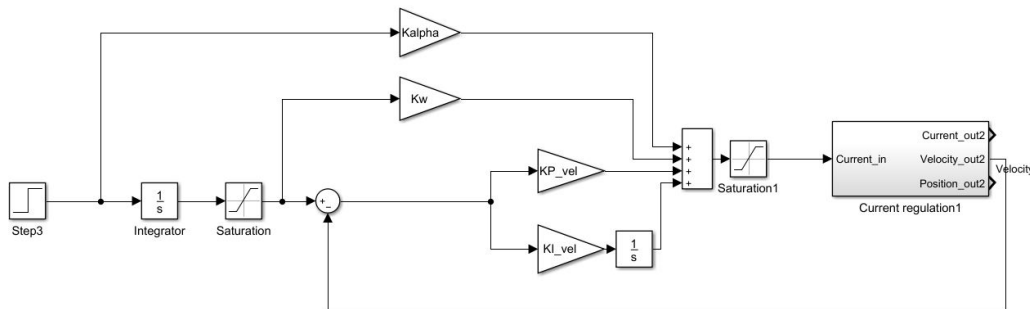 Kalpha
Kw
KP_vel
KI_vel
1
s
Step3
1
s
Integrator
Saturation
+
−
+
+
+
+
Saturation1
Current_in
Current_out2
Velocity_out2
Position_out2
Current regulation1
Velocity